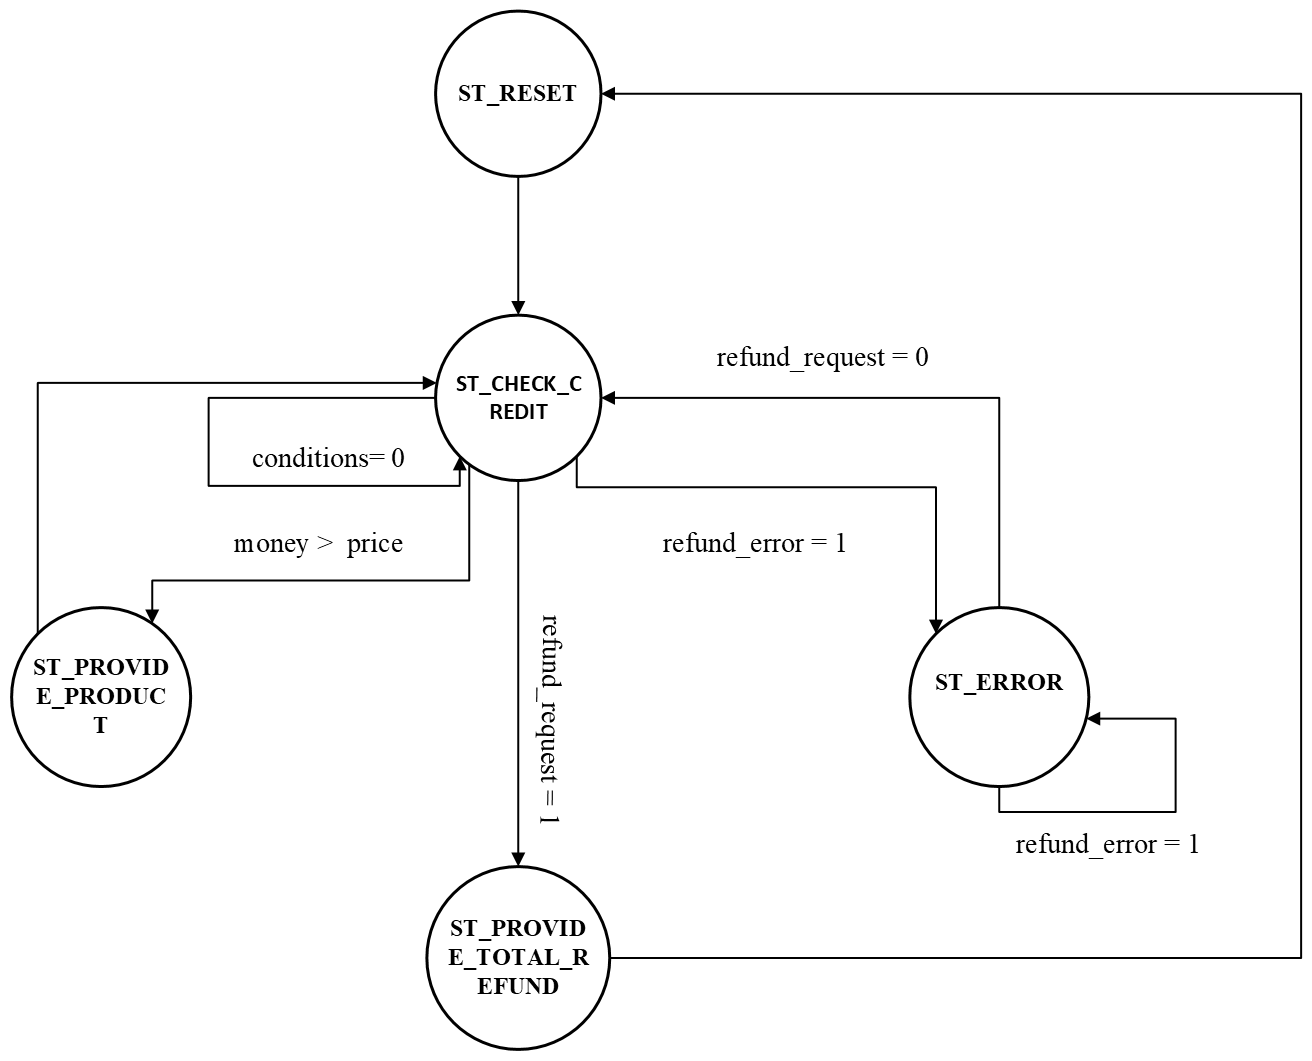 ST_RESET
refund_request = 0
ST_CHECK_C
REDIT
conditions= 0
money >  price
refund_error = 1
refund_request = 1
ST_PROVID
E_PRODUC
T
ST_ERROR
refund_error = 1
ST_PROVID
E_TOTAL_R
EFUND